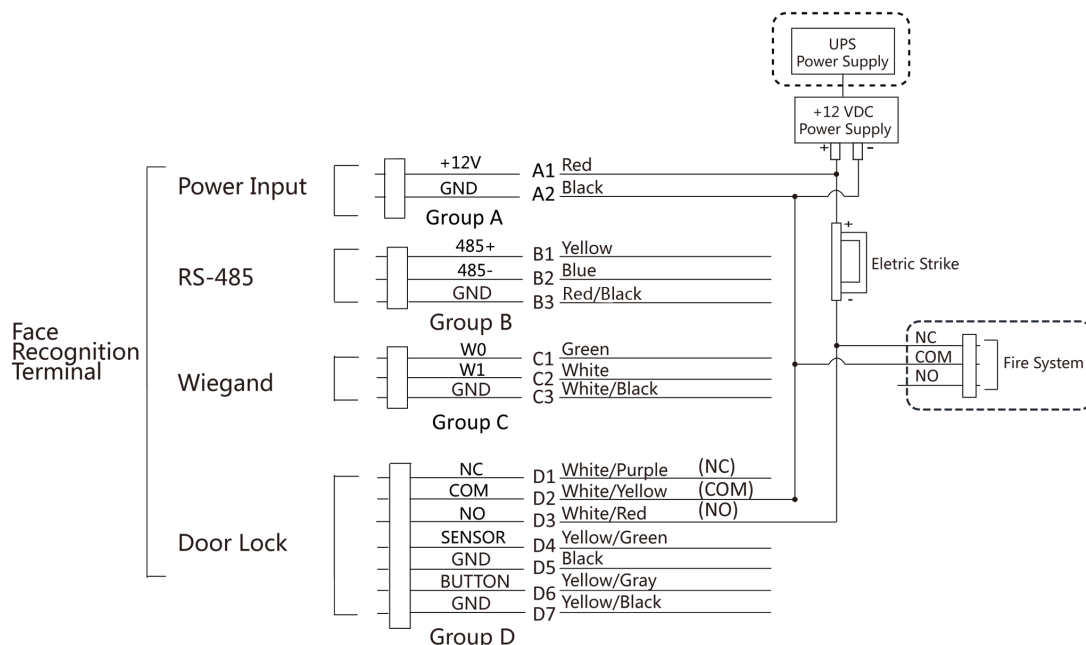 UPS
Power Supply
+12 VDC
Power Supply
+ -
Power Input
+12V A1 Red
GND A2 Black
Group A
+
Eletric Strike
-
RS-485
485+ B1 Yellow
485- B2 Blue
GND B3 Red/Black
Group B
Face
Recognition
Terminal
NC
COM
NO
Fire System
Wiegand
W0 C1 Green
W1 C2 White
GND C3 White/Black
Group C
Door Lock
NC D1 White/Purple (NC)
COM D2 White/Yellow (COM)
NO D3 White/Red (NO)
SENSOR D4 Yellow/Green
GND D5 Black
BUTTON D6 Yellow/Gray
GND D7 Yellow/Black
Group D